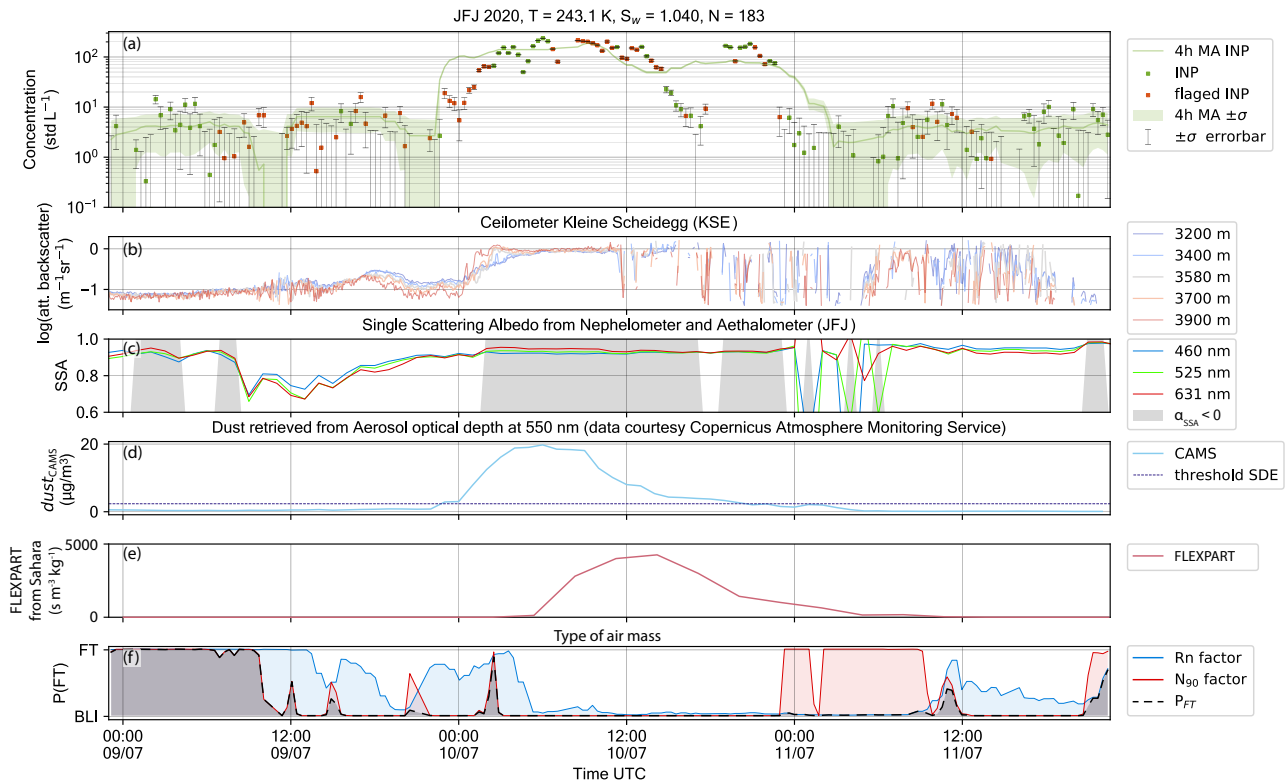 JFJ 2020, T = 243.1 K, S_w = 1.040, N = 183
(a)
Concentration
(std L⁻¹)
10²
10¹
10⁰
10⁻¹
4h MA INP
INP
flaged INP
4h MA ±σ
±σ errorbar
Ceilometer Kleine Scheidegg (KSE)
(b)
log(att. backscatter)
(m⁻¹sr⁻¹)
0
−1
3200 m
3400 m
3580 m
3700 m
3900 m
Single Scattering Albedo from Nephelometer and Aethalometer (JFJ)
(c)
SSA
1.0
0.8
0.6
460 nm
525 nm
631 nm
α_SSA < 0
Dust retrieved from Aerosol optical depth at 550 nm (data courtesy Copernicus Atmosphere Monitoring Service)
(d)
dust_CAMS
(μg/m³)
20
0
CAMS
threshold SDE
(e)
FLEXPART
from Sahara
(s m⁻³ kg⁻¹)
5000
0
FLEXPART
Type of air mass
(f)
P(FT)
FT
BLI
Rn factor
N₉₀ factor
P_FT
00:00 12:00 00:00 12:00 00:00 12:00
09/07 09/07 10/07 10/07 11/07 11/07
Time UTC